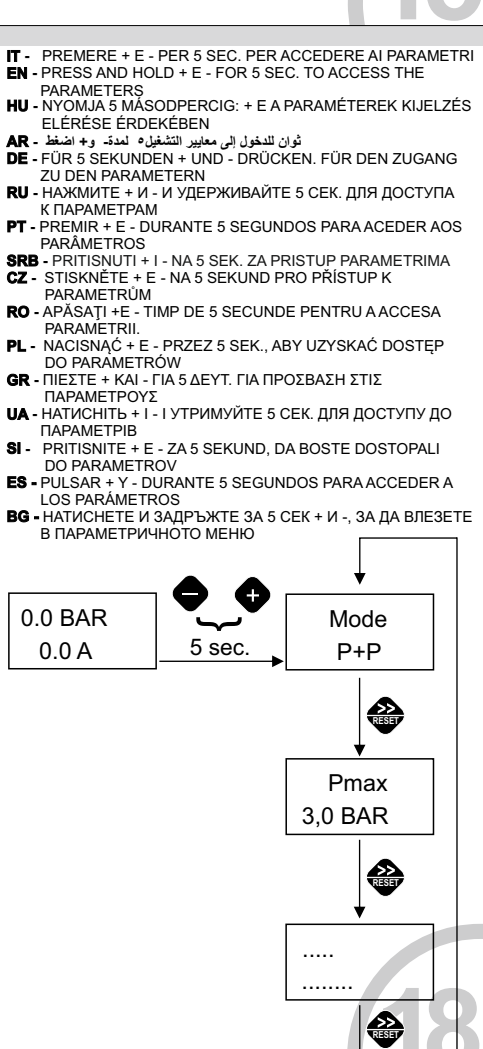 IT - PREMERE + E - PER 5 SEC. PER ACCEDERE AI PARAMETRI
EN - PRESS AND HOLD + E - FOR 5 SEC. TO ACCESS THE
PARAMETERS
HU - NYOMJA 5 MÁSODPERCIG: + E A PARAMÉTEREK KIJELZÉS
ELÉRÉSE ÉRDEKÉBEN
AR - ثوان للدخول إلى معايير التشغيل٥ لمدة- و+ اضغط
DE - FÜR 5 SEKUNDEN + UND - DRÜCKEN. FÜR DEN ZUGANG
ZU DEN PARAMETERN
RU - НАЖМИТЕ + И - И УДЕРЖИВАЙТЕ 5 СЕК. ДЛЯ ДОСТУПА
К ПАРАМЕТРАМ
PT - PREMIR + E - DURANTE 5 SEGUNDOS PARA ACEDER AOS
PARÂMETROS
SRB - PRITISNUTI + I - NA 5 SEK. ZA PRISTUP PARAMETRIMA
CZ - STISKNĚTE + E - NA 5 SEKUND PRO PŘÍSTUP K
PARAMETRŮM
RO - APĂSAŢI +E - TIMP DE 5 SECUNDE PENTRU A ACCESA
PARAMETRII.
PL - NACISNĄĆ + E - PRZEZ 5 SEK., ABY UZYSKAĆ DOSTĘP
DO PARAMETRÓW
GR - ΠΙΕΣΤΕ + ΚΑΙ - ΓΙΑ 5 ΔΕΥΤ. ΓΙΑ ΠΡΟΣΒΑΣΗ ΣΤΙΣ
ΠΑΡΑΜΕΤΡΟΥΣ
UA - НАТИСНІТЬ + І - І УТРИМУЙТЕ 5 СЕК. ДЛЯ ДОСТУПУ ДО
ПАРАМЕТРІВ
SI - PRITISNITE + E - ZA 5 SEKUND, DA BOSTE DOSTOPALI
DO PARAMETROV
ES - PULSAR + Y - DURANTE 5 SEGUNDOS PARA ACCEDER A
LOS PARÁMETROS
BG - НАТИСНЕТЕ И ЗАДРЪЖТЕ ЗА 5 СЕК + И -, ЗА ДА ВЛЕЗЕТЕ
В ПАРАМЕТРИЧНОТО МЕНЮ
0.0 BAR
0.0 A
- +
5 sec.
Mode
P+P
>>
RESET
Pmax
3,0 BAR
>>
RESET
.....
........
>>
RESET
18